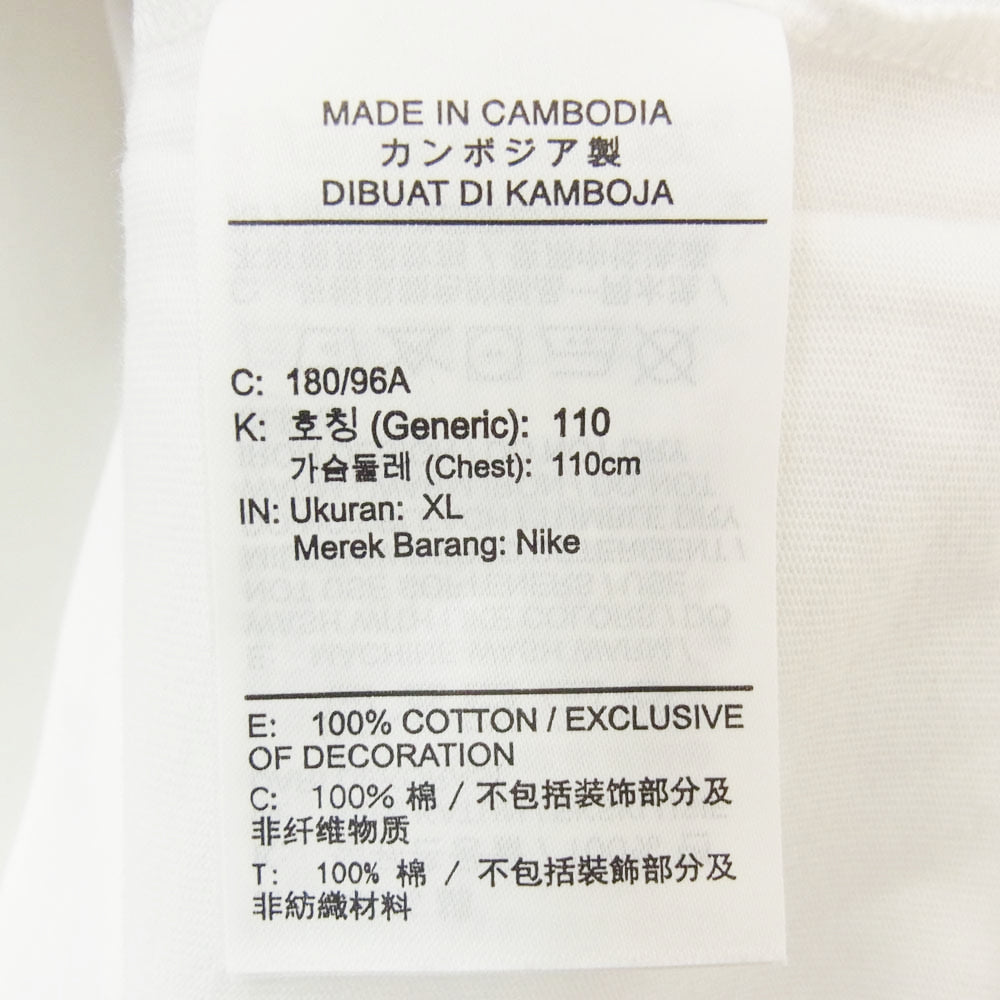 MADE IN CAMBODIA
カンボジア製
DIBUAT DI KAMBOJA
C: 180/96A
K: 호칭 (Generic): 110
가슴둘레 (Chest): 110cm
IN: Ukuran: XL
Merek Barang: Nike
E: 100% COTTON / EXCLUSIVE
OF DECORATION
C: 100% 棉 / 不包括装饰部分及
非纤维物质
T: 100% 棉 / 不包括裝飾部分及
非紡織材料